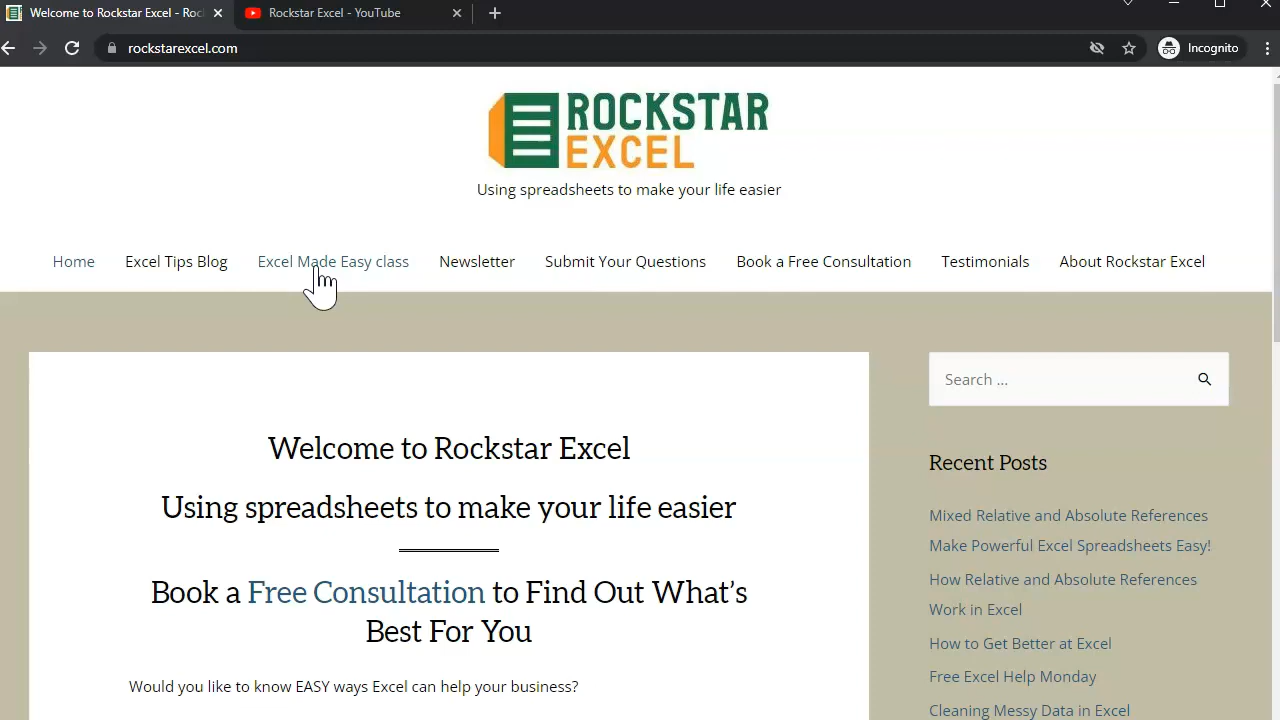 Welcome to Rockstar Excel - Roc
Rockstar Excel - YouTube
rockstarexcel.com
Incognito
ROCKSTAR
EXCEL
Using spreadsheets to make your life easier
Home Excel Tips Blog Excel Made Easy class Newsletter Submit Your Questions Book a Free Consultation Testimonials About Rockstar Excel
Welcome to Rockstar Excel
Using spreadsheets to make your life easier
Book a Free Consultation to Find Out What's
Best For You
Would you like to know EASY ways Excel can help your business?
Search ...
Recent Posts
Mixed Relative and Absolute References
Make Powerful Excel Spreadsheets Easy!
How Relative and Absolute References
Work in Excel
How to Get Better at Excel
Free Excel Help Monday
Cleaning Messy Data in Excel